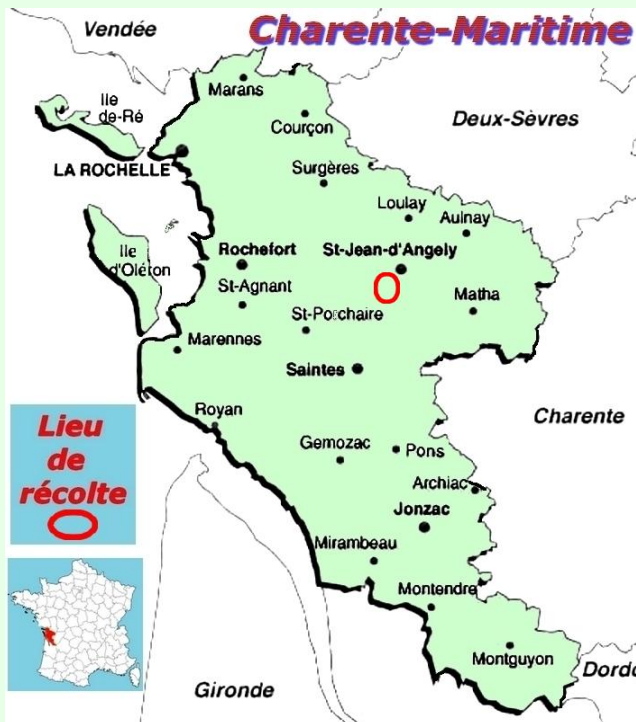 Charente-Maritime
Vendée
Marans
Ile
de-Ré
Courçon
Deux-Sèvres
LA ROCHELLE
Surgères
Loulay
Aulnay
Ile
d'Oléron
Rochefort
St-Jean-d'Angely
St-Agnant
Matha
St-Porchaire
Marennes
Saintes
Lieu
de
récolte
Royan
Charente
Gemozac
Pons
Archiac
Jonzac
Mirambeau
Montendre
Montguyon
Gironde
Dordo